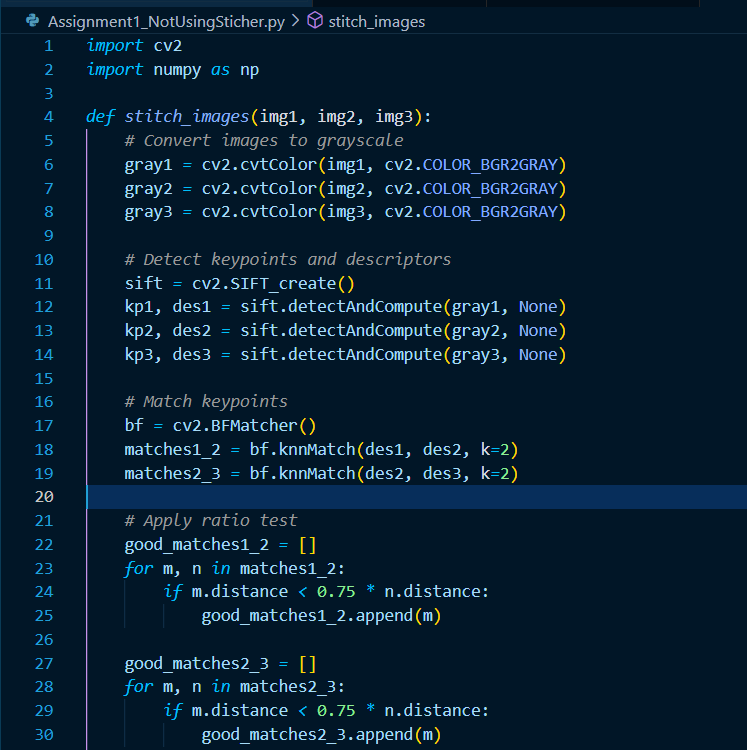 Assignment1_NotUsingSticher.py > stitch_images
1 import cv2
2 import numpy as np
3
4 def stitch_images(img1, img2, img3):
5     # Convert images to grayscale
6     gray1 = cv2.cvtColor(img1, cv2.COLOR_BGR2GRAY)
7     gray2 = cv2.cvtColor(img2, cv2.COLOR_BGR2GRAY)
8     gray3 = cv2.cvtColor(img3, cv2.COLOR_BGR2GRAY)
9
10     # Detect keypoints and descriptors
11     sift = cv2.SIFT_create()
12     kp1, des1 = sift.detectAndCompute(gray1, None)
13     kp2, des2 = sift.detectAndCompute(gray2, None)
14     kp3, des3 = sift.detectAndCompute(gray3, None)
15
16     # Match keypoints
17     bf = cv2.BFMatcher()
18     matches1_2 = bf.knnMatch(des1, des2, k=2)
19     matches2_3 = bf.knnMatch(des2, des3, k=2)
20
21     # Apply ratio test
22     good_matches1_2 = []
23     for m, n in matches1_2:
24         if m.distance < 0.75 * n.distance:
25             good_matches1_2.append(m)
26
27     good_matches2_3 = []
28     for m, n in matches2_3:
29         if m.distance < 0.75 * n.distance:
30             good_matches2_3.append(m)